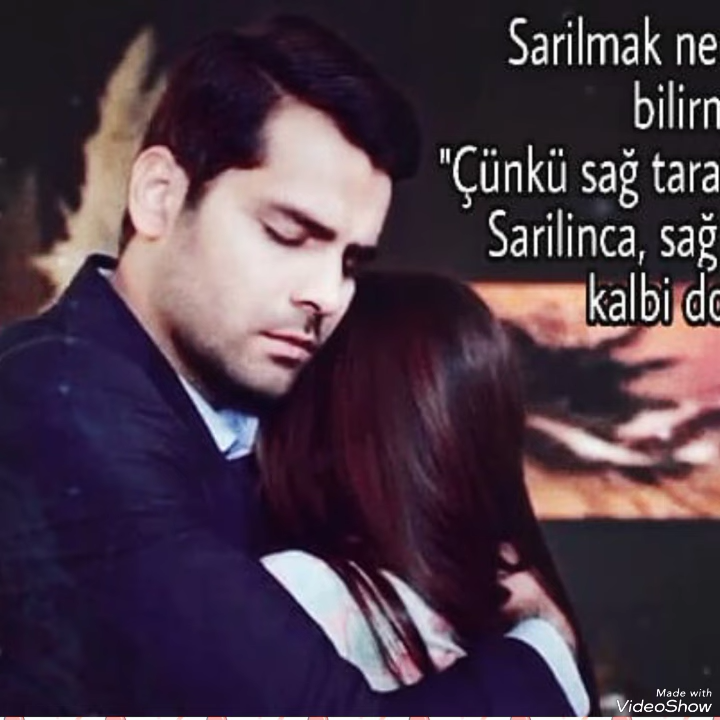 Sarilmak ne
bilirm
"Çünkü sağ tara
Sarilinca, sağ
kalbi do
Made with
VideoShow